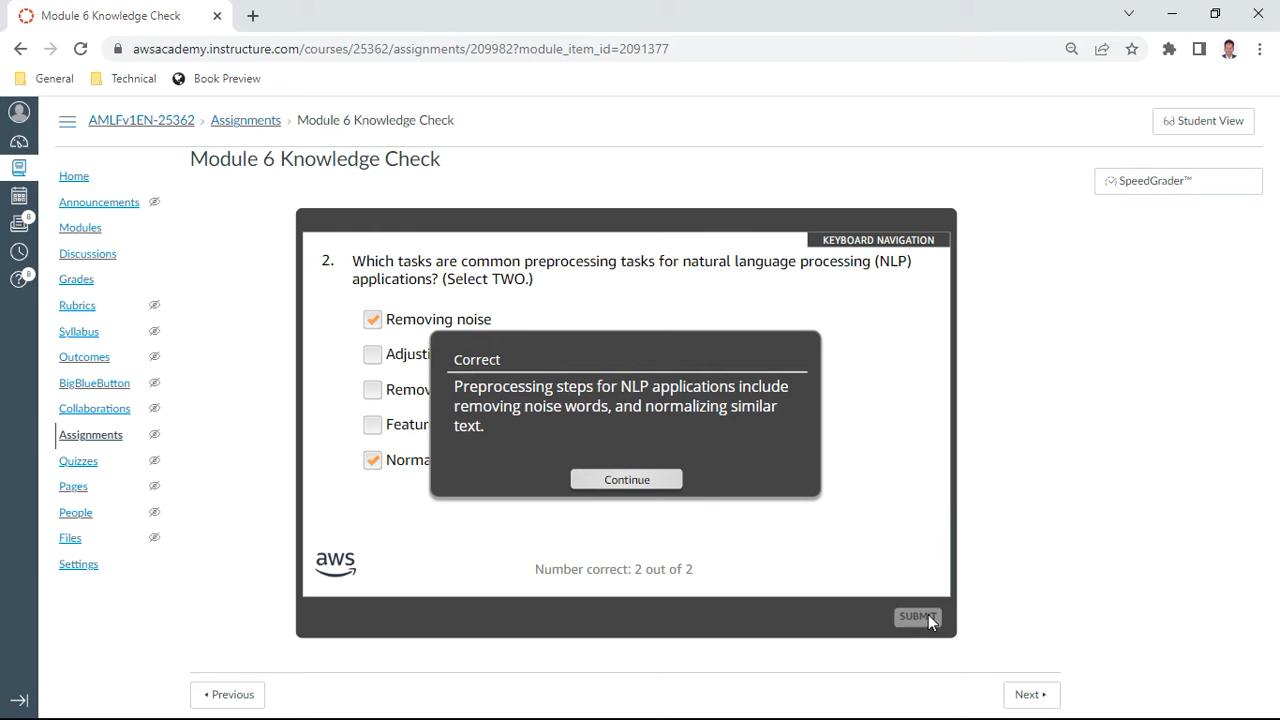 Module 6 Knowledge Check
awsacademy.instructure.com/courses/25362/assignments/209982?module_item_id=2091377
General
Technical
Book Preview
AMLFv1EN-25362 › Assignments › Module 6 Knowledge Check
Student View
Module 6 Knowledge Check
SpeedGrader™
Home
Announcements
Modules
Discussions
Grades
Rubrics
Syllabus
Outcomes
BigBlueButton
Collaborations
Assignments
Quizzes
Pages
People
Files
Settings
8
8
KEYBOARD NAVIGATION
2. Which tasks are common preprocessing tasks for natural language processing (NLP)
applications? (Select TWO.)
Removing noise
Adjusti
Remov
Featur
Norma
Correct
Preprocessing steps for NLP applications include
removing noise words, and normalizing similar
text.
Continue
aws
Number correct: 2 out of 2
SUBMIT
Previous
Next